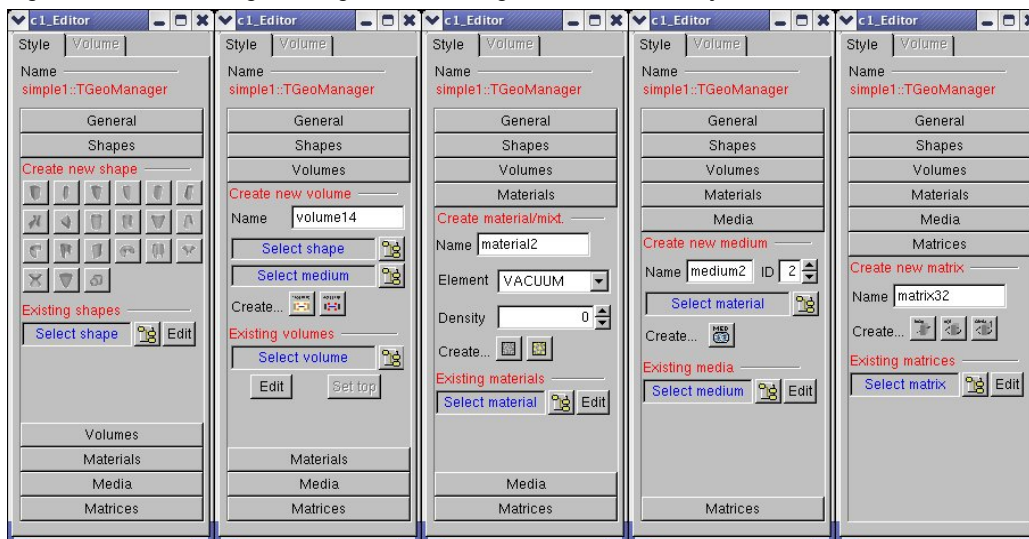 c1_Editor
Style Volume
Name
simple1::TGeoManager
General
Shapes
Create new shape
Existing shapes
Select shape Edit
Volumes
Materials
Media
Matrices
c1_Editor
Style Volume
Name
simple1::TGeoManager
General
Shapes
Volumes
Create new volume
Name volume14
Select shape
Select medium
Create...
Existing volumes
Select volume
Edit Set top
Materials
Media
Matrices
c1_Editor
Style Volume
Name
simple1::TGeoManager
General
Shapes
Volumes
Materials
Create material/mixt.
Name material2
Element VACUUM
Density 0
Create...
Existing materials
Select material Edit
Media
Matrices
c1_Editor
Style Volume
Name
simple1::TGeoManager
General
Shapes
Volumes
Materials
Media
Create new medium
Name medium2 ID 2
Select material
Create... MED
Existing media
Select medium Edit
Matrices
c1_Editor
Style Volume
Name
simple1::TGeoManager
General
Shapes
Volumes
Materials
Media
Matrices
Create new matrix
Name matrix32
Create...
Existing matrices
Select matrix Edit